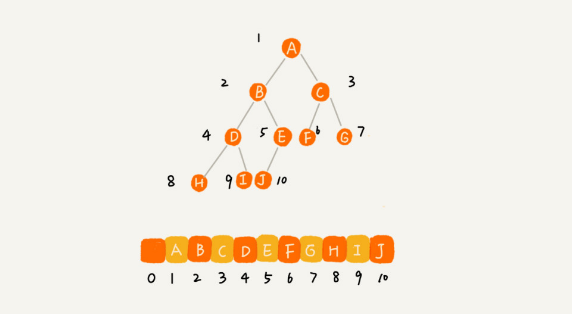 1 A
2 B C 3
4 D 5 E F 6 G 7
8 H 9 I J 10
A B C D E F G H I J
0 1 2 3 4 5 6 7 8 9 10